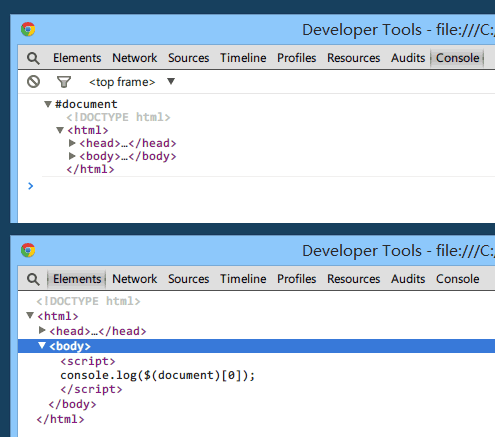 Developer Tools - file:///C:/
Elements Network Sources Timeline Profiles Resources Audits Console
<top frame> ▼
▼#document
<!DOCTYPE html>
▼<html>
▶<head>…</head>
▶<body>…</body>
</html>
>
Developer Tools - file:///C:/
Elements Network Sources Timeline Profiles Resources Audits Console
<!DOCTYPE html>
▼<html>
▶<head>…</head>
▼<body>
<script>
console.log($(document)[0]);
</script>
</body>
</html>